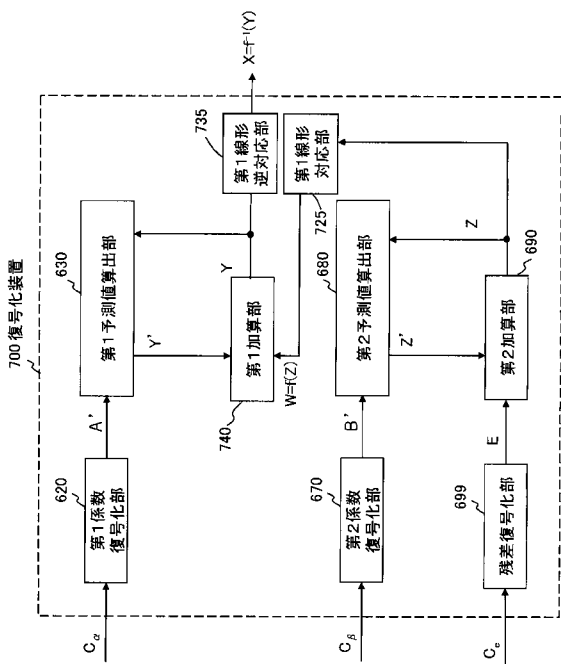 700 復号化装置
Cα
620
第1係数
復号化部
A'
630
第1予測値算出部
Y'
Y
740
第1加算部
W=f(Z)
735
第1線形
逆対応部
X=f⁻¹(Y)
725
第1線形
対応部
Cβ
670
第2係数
復号化部
B'
680
第2予測値算出部
Z'
Z
Ce
699
残差復号化部
E
第2加算部
690